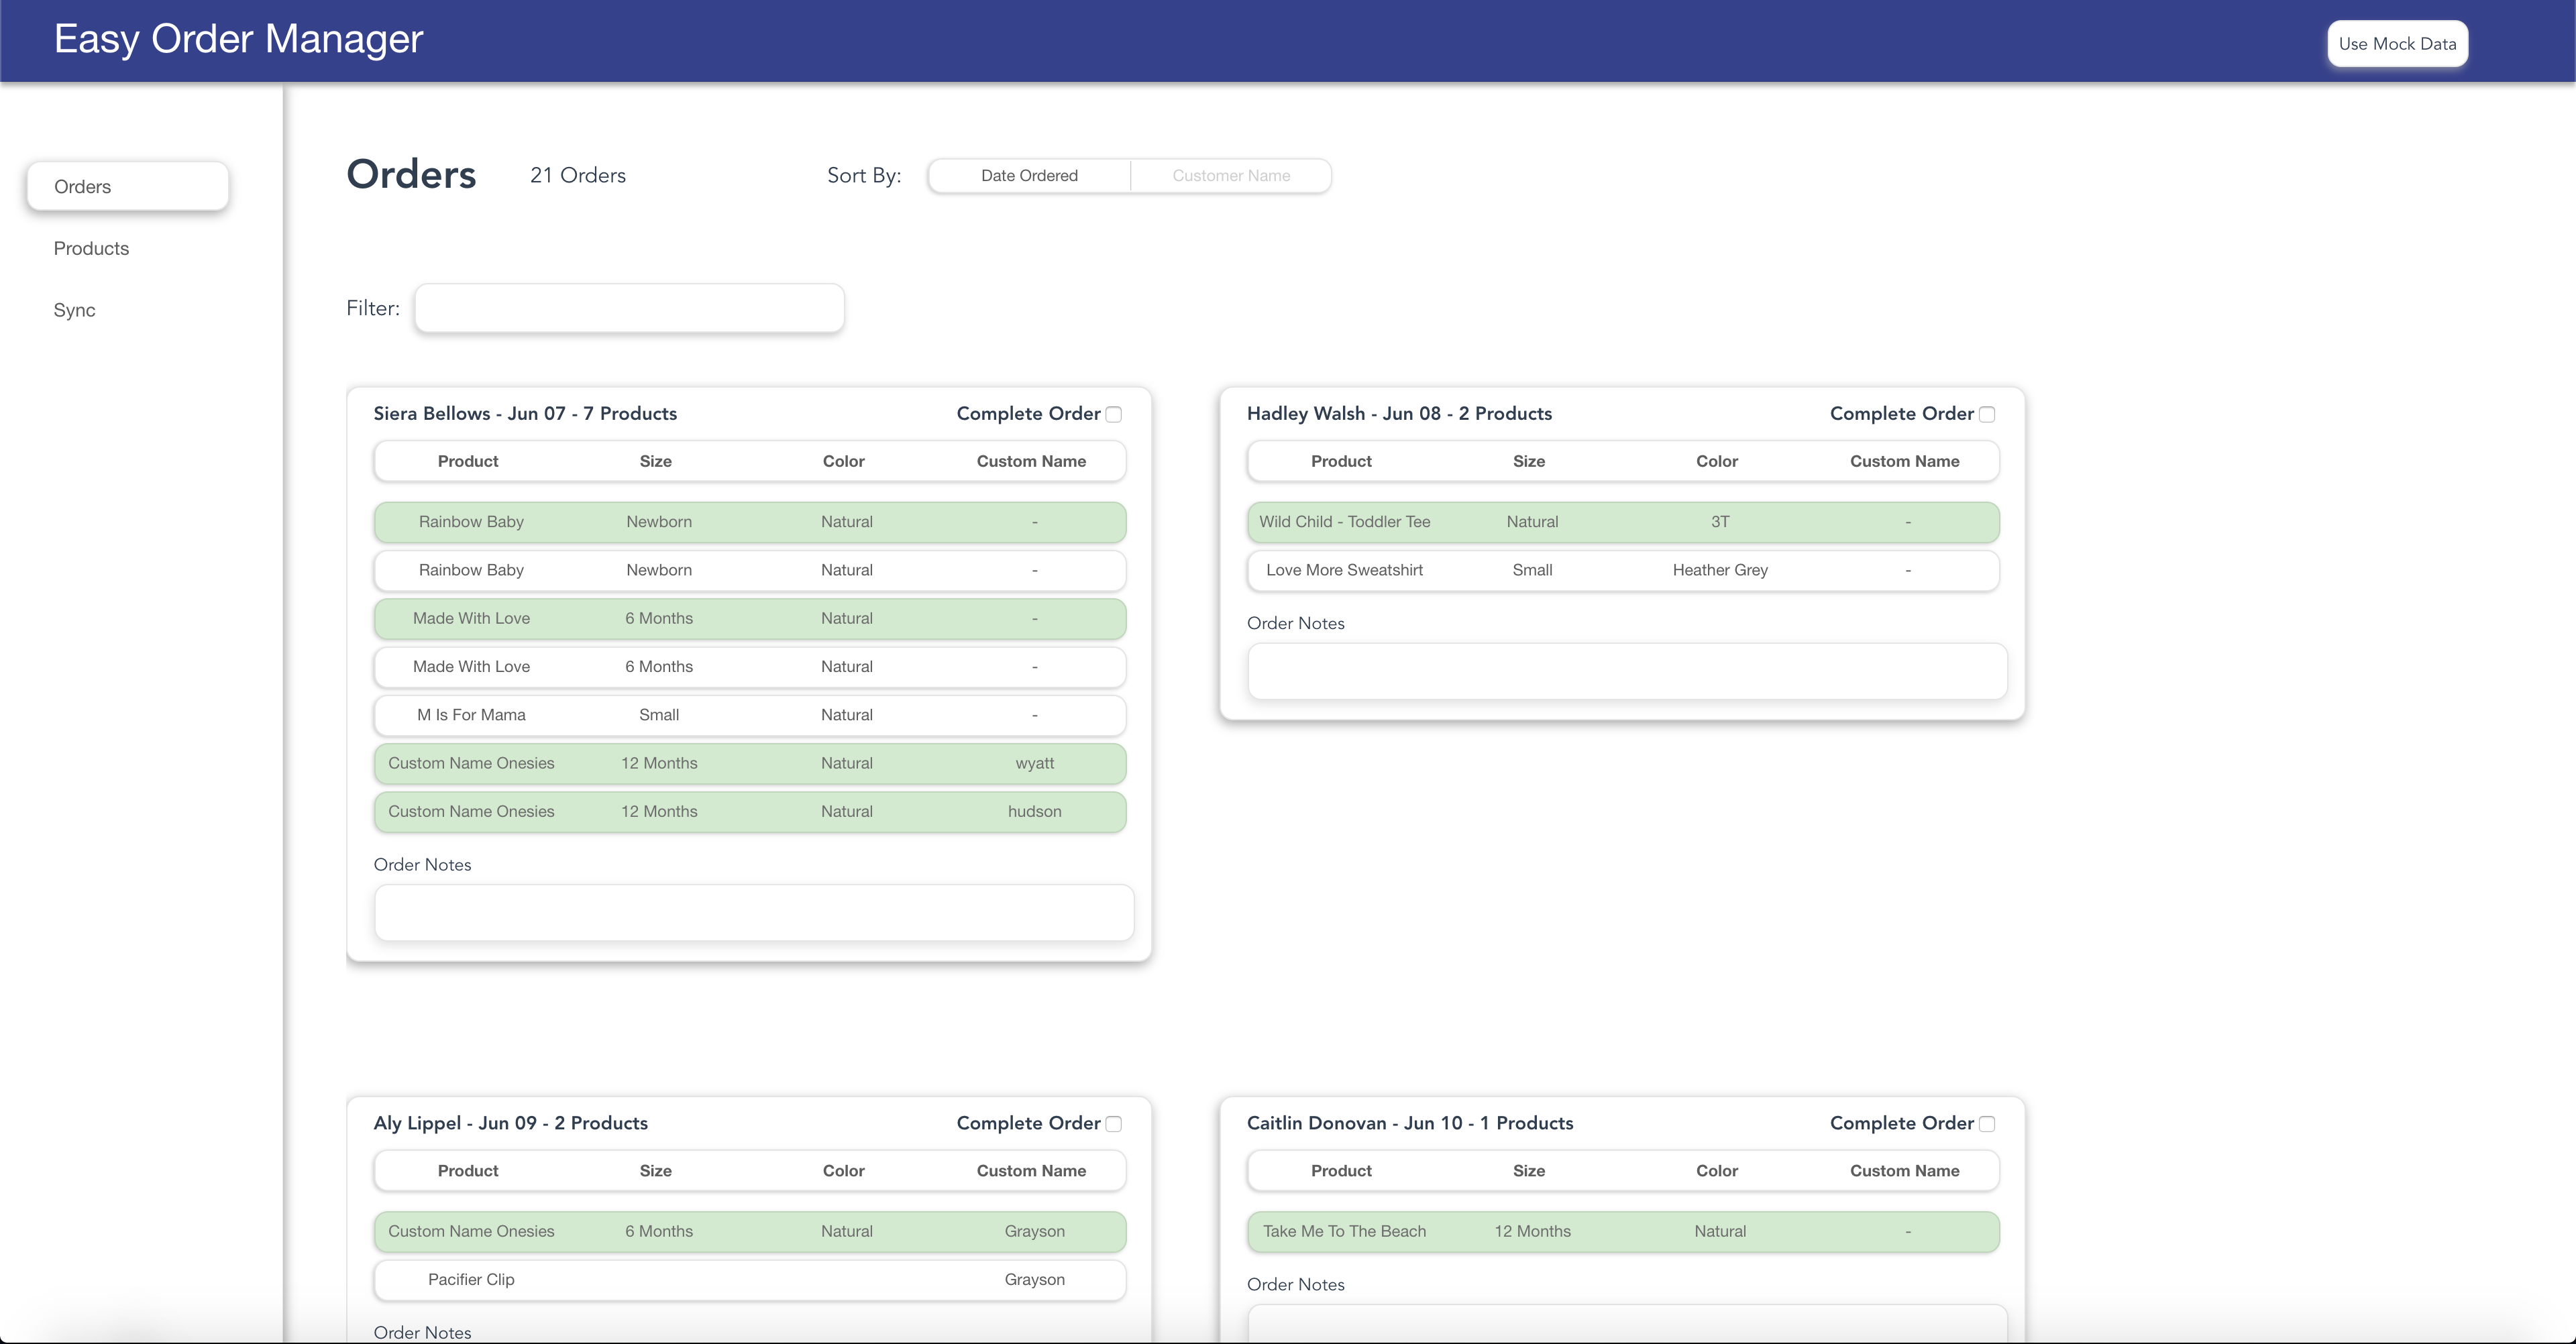 Easy Order Manager
Use Mock Data
Orders
Products
Sync
Orders
21 Orders
Sort By:
Date Ordered
Customer Name
Filter:
Siera Bellows - Jun 07 - 7 Products
Complete Order
Product Size Color Custom Name
Rainbow Baby Newborn Natural -
Rainbow Baby Newborn Natural -
Made With Love 6 Months Natural -
Made With Love 6 Months Natural -
M Is For Mama Small Natural -
Custom Name Onesies 12 Months Natural wyatt
Custom Name Onesies 12 Months Natural hudson
Order Notes
Hadley Walsh - Jun 08 - 2 Products
Complete Order
Product Size Color Custom Name
Wild Child - Toddler Tee Natural 3T -
Love More Sweatshirt Small Heather Grey -
Order Notes
Aly Lippel - Jun 09 - 2 Products
Complete Order
Product Size Color Custom Name
Custom Name Onesies 6 Months Natural Grayson
Pacifier Clip Grayson
Order Notes
Caitlin Donovan - Jun 10 - 1 Products
Complete Order
Product Size Color Custom Name
Take Me To The Beach 12 Months Natural -
Order Notes